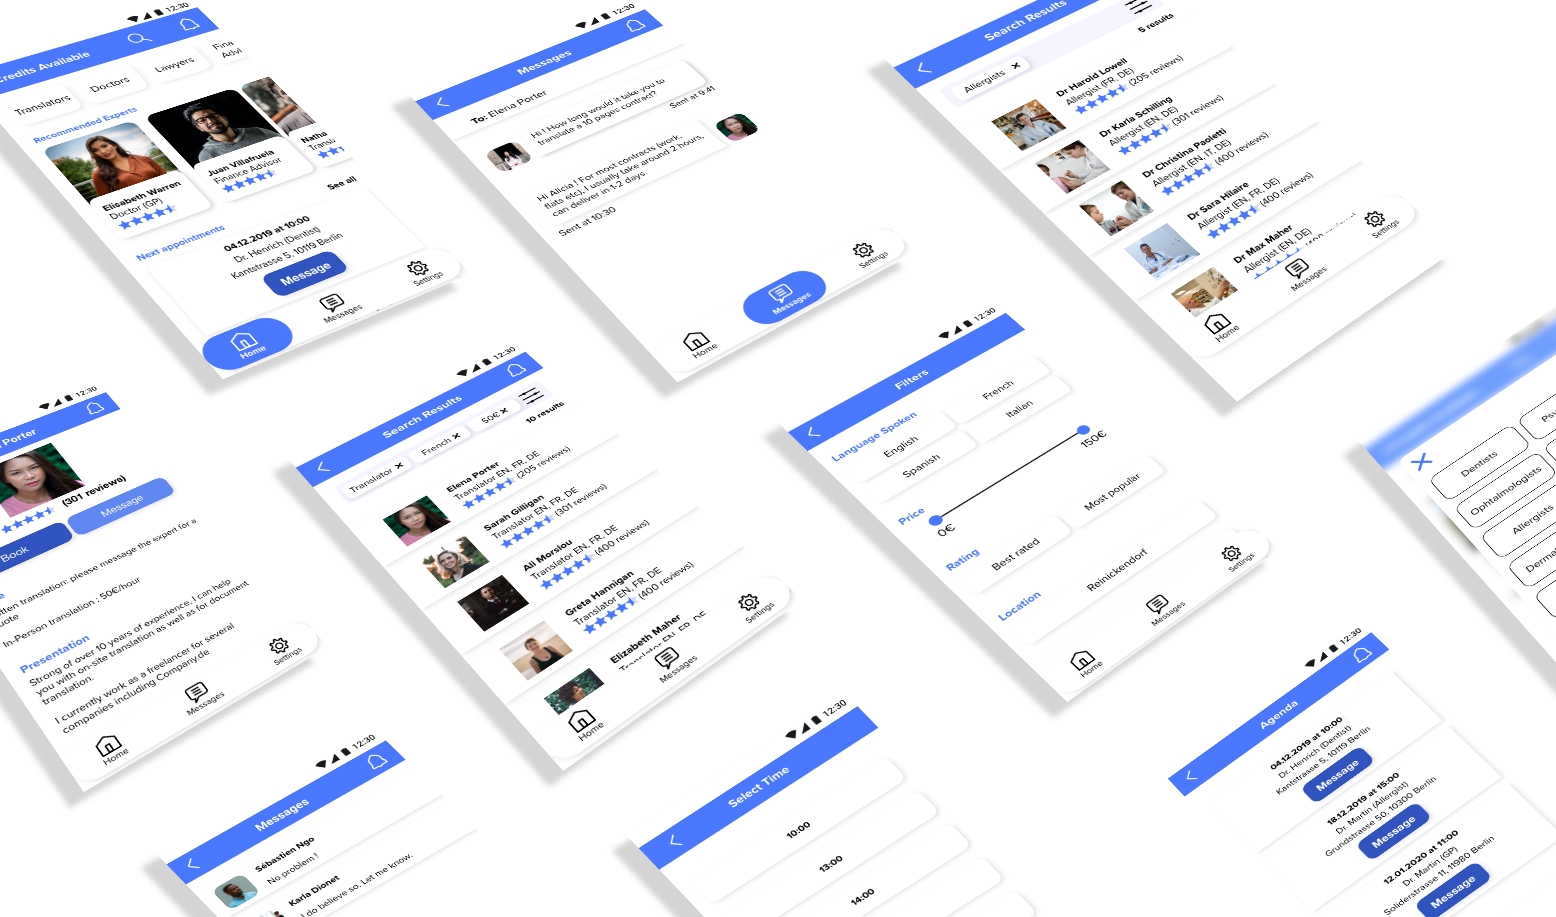 12:30
Credits Available
Translators
Doctors
Lawyers
Fina
Advi
Recommended Experts
Elisabeth Warren
Doctor (GP)
Juan Villafruela
Finance Advisor
Natha
Transl
See all
Next appointments
04.12.2019 at 10:00
Dr. Henrich (Dentist)
Kantstrasse 5, 10119 Berlin
Message
Home
Messages
Settings
12:30
Messages
To: Elena Porter
Hi ! How long would it take you to
translate a 10 pages contract?
Sent at 9:41
Hi Alicia ! For most contracts (work,
flats etc), I usually take around 2 hours,
can deliver in 1-2 days.
Sent at 10:30
Home
Messages
Settings
Search Results
5 results
Allergists
Dr Harold Lowell
Allergist (FR, DE)
(205 reviews)
Dr Karla Schilling
Allergist (EN, DE)
(301 reviews)
Dr Christina Paoletti
Allergist (EN, IT, DE)
(400 reviews)
Dr Sara Hilaire
Allergist (EN, FR, DE)
(400 reviews)
Dr Max Maher
Allergist (EN, DE)
Home
Messages
Settings
12:30
Porter
(301 reviews)
Book
Message
tten translation: please message the expert for a
uote
In-Person translation : 50€/hour
Presentation
Strong of over 10 years of experience, I can help
you with on-site translation as well as for document
translation.
I currently work as a freelancer for several
companies including Company.de
Home
Messages
Settings
12:30
Search Results
Translator
French
50€
10 results
Elena Porter
Translator EN, FR, DE
(205 reviews)
Sarah Gilligan
Translator EN, FR, DE
(301 reviews)
Ali Morslou
Translator EN, FR, DE
(400 reviews)
Greta Hannigan
Translator EN, FR, DE
(400 reviews)
Elizabeth Maher
Translator EN, FR, DE
Home
Messages
Settings
12:30
Filters
Language Spoken
English
French
Spanish
Italian
Price
0€
150€
Rating
Best rated
Most popular
Location
Reinickendorf
Home
Messages
Settings
Dentists
Psy
Ophtalmologists
Allergists
Derma
12:30
Messages
Sébastien Ngo
No problem !
Karla Dionet
I do believe so. Let me know.
12:30
Select Time
10:00
13:00
14:00
12:30
Agenda
04.12.2019 at 10:00
Dr. Henrich (Dentist)
Kantstrasse 5, 10119 Berlin
Message
18.12.2019 at 15:00
Dr. Martin (Allergist)
Grundstrasse 50, 10300 Berlin
Message
12.01.2020 at 11:00
Dr. Martin (GP)
Soliderstrasse 11, 11980 Berlin
Message